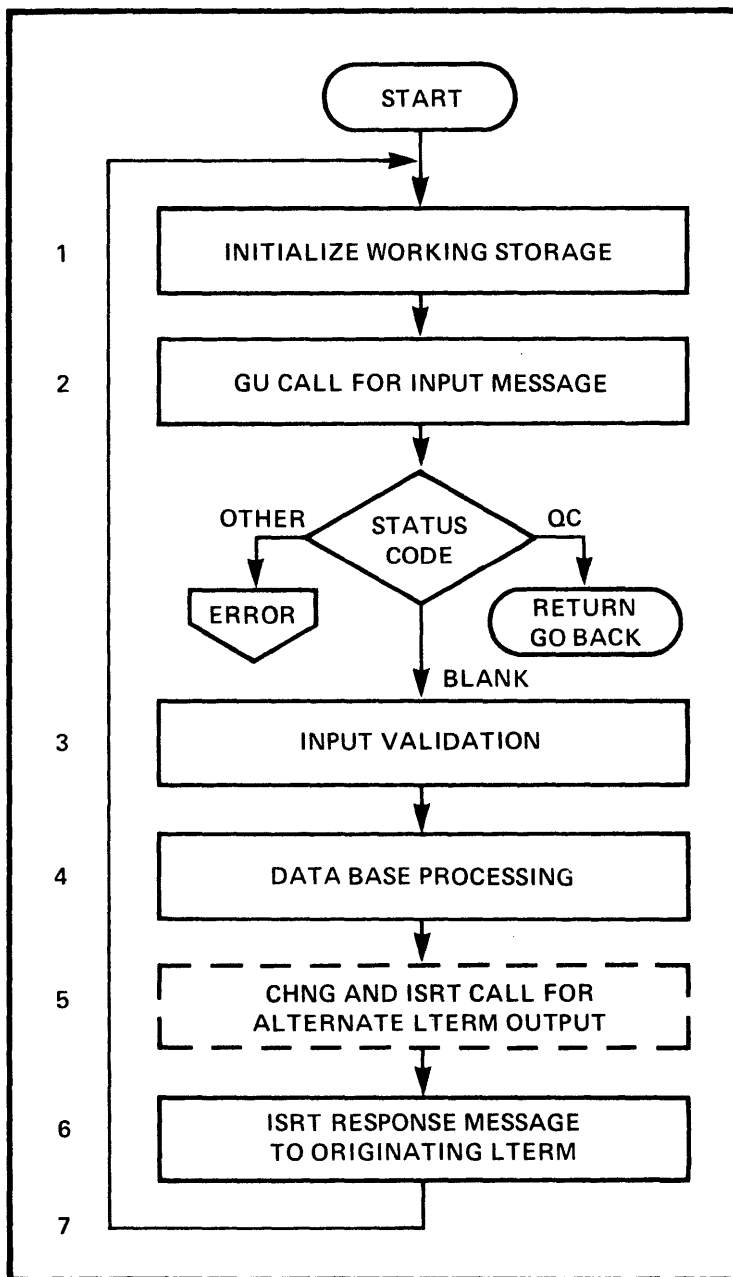 START
1
INITIALIZE WORKING STORAGE
2
GU CALL FOR INPUT MESSAGE
OTHER
STATUS
CODE
QC
ERROR
RETURN
GO BACK
BLANK
3
INPUT VALIDATION
4
DATA BASE PROCESSING
5
CHNG AND ISRT CALL FOR
ALTERNATE LTERM OUTPUT
6
ISRT RESPONSE MESSAGE
TO ORIGINATING LTERM
7